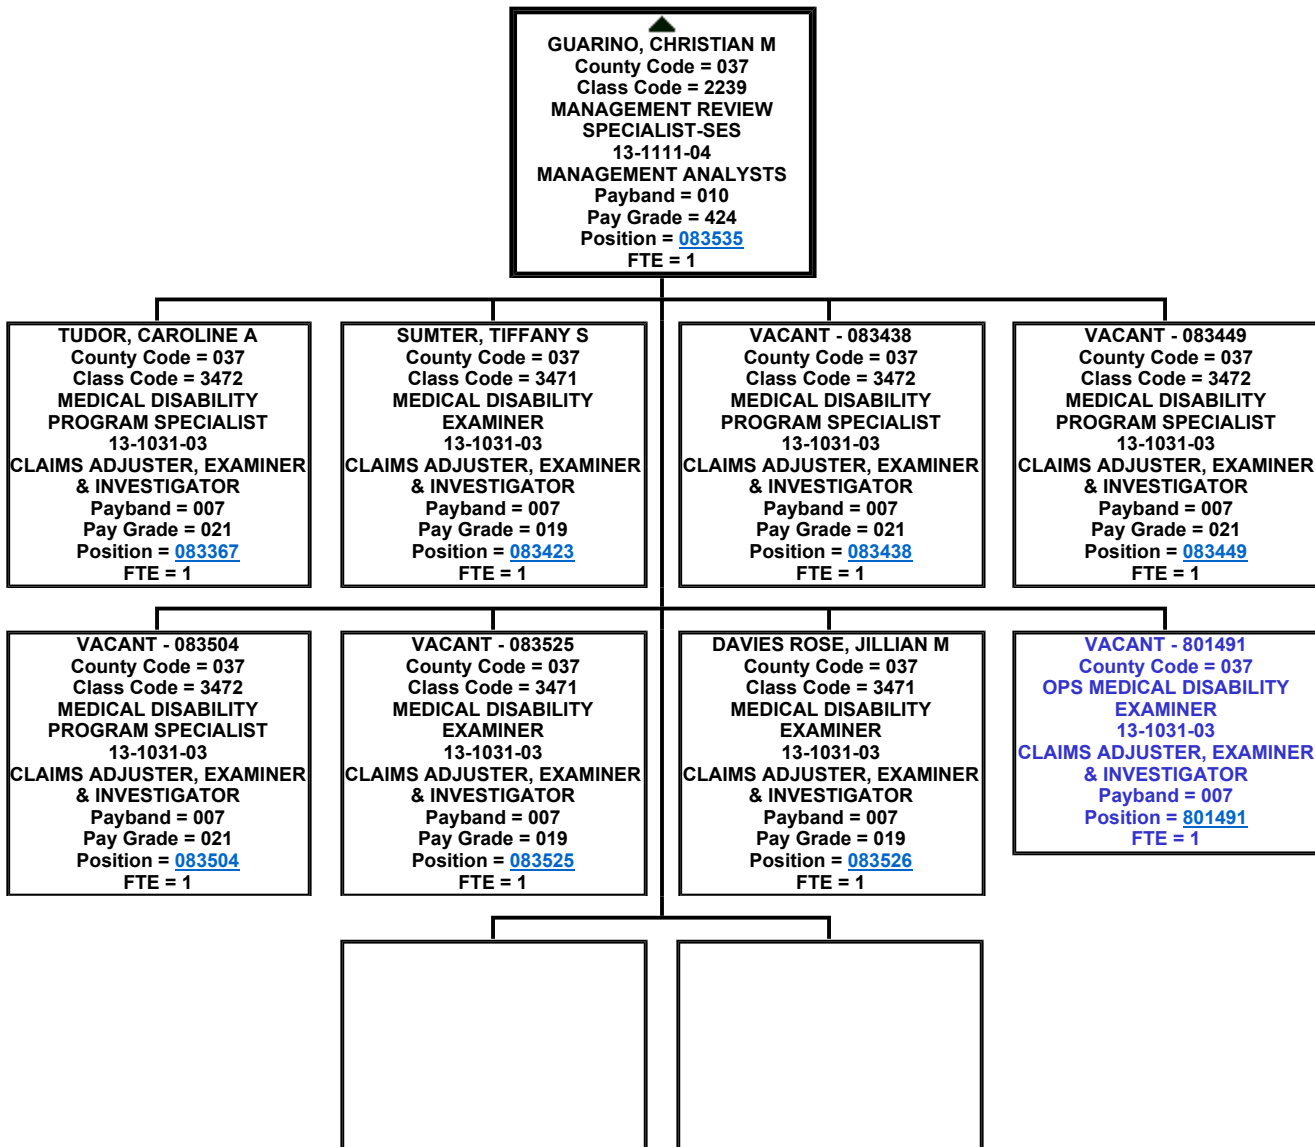 GUARINO, CHRISTIAN M
County Code = 037
Class Code = 2239
MANAGEMENT REVIEW
SPECIALIST-SES
13-1111-04
MANAGEMENT ANALYSTS
Payband = 010
Pay Grade = 424
Position = 083535
FTE = 1
TUDOR, CAROLINE A
County Code = 037
Class Code = 3472
MEDICAL DISABILITY
PROGRAM SPECIALIST
13-1031-03
CLAIMS ADJUSTER, EXAMINER
& INVESTIGATOR
Payband = 007
Pay Grade = 021
Position = 083367
FTE = 1
SUMTER, TIFFANY S
County Code = 037
Class Code = 3471
MEDICAL DISABILITY
EXAMINER
13-1031-03
CLAIMS ADJUSTER, EXAMINER
& INVESTIGATOR
Payband = 007
Pay Grade = 019
Position = 083423
FTE = 1
VACANT - 083438
County Code = 037
Class Code = 3472
MEDICAL DISABILITY
PROGRAM SPECIALIST
13-1031-03
CLAIMS ADJUSTER, EXAMINER
& INVESTIGATOR
Payband = 007
Pay Grade = 021
Position = 083438
FTE = 1
VACANT - 083449
County Code = 037
Class Code = 3472
MEDICAL DISABILITY
PROGRAM SPECIALIST
13-1031-03
CLAIMS ADJUSTER, EXAMINER
& INVESTIGATOR
Payband = 007
Pay Grade = 021
Position = 083449
FTE = 1
VACANT - 083504
County Code = 037
Class Code = 3472
MEDICAL DISABILITY
PROGRAM SPECIALIST
13-1031-03
CLAIMS ADJUSTER, EXAMINER
& INVESTIGATOR
Payband = 007
Pay Grade = 021
Position = 083504
FTE = 1
VACANT - 083525
County Code = 037
Class Code = 3471
MEDICAL DISABILITY
EXAMINER
13-1031-03
CLAIMS ADJUSTER, EXAMINER
& INVESTIGATOR
Payband = 007
Pay Grade = 019
Position = 083525
FTE = 1
DAVIES ROSE, JILLIAN M
County Code = 037
Class Code = 3471
MEDICAL DISABILITY
EXAMINER
13-1031-03
CLAIMS ADJUSTER, EXAMINER
& INVESTIGATOR
Payband = 007
Pay Grade = 019
Position = 083526
FTE = 1
VACANT - 801491
County Code = 037
OPS MEDICAL DISABILITY
EXAMINER
13-1031-03
CLAIMS ADJUSTER, EXAMINER
& INVESTIGATOR
Payband = 007
Position = 801491
FTE = 1